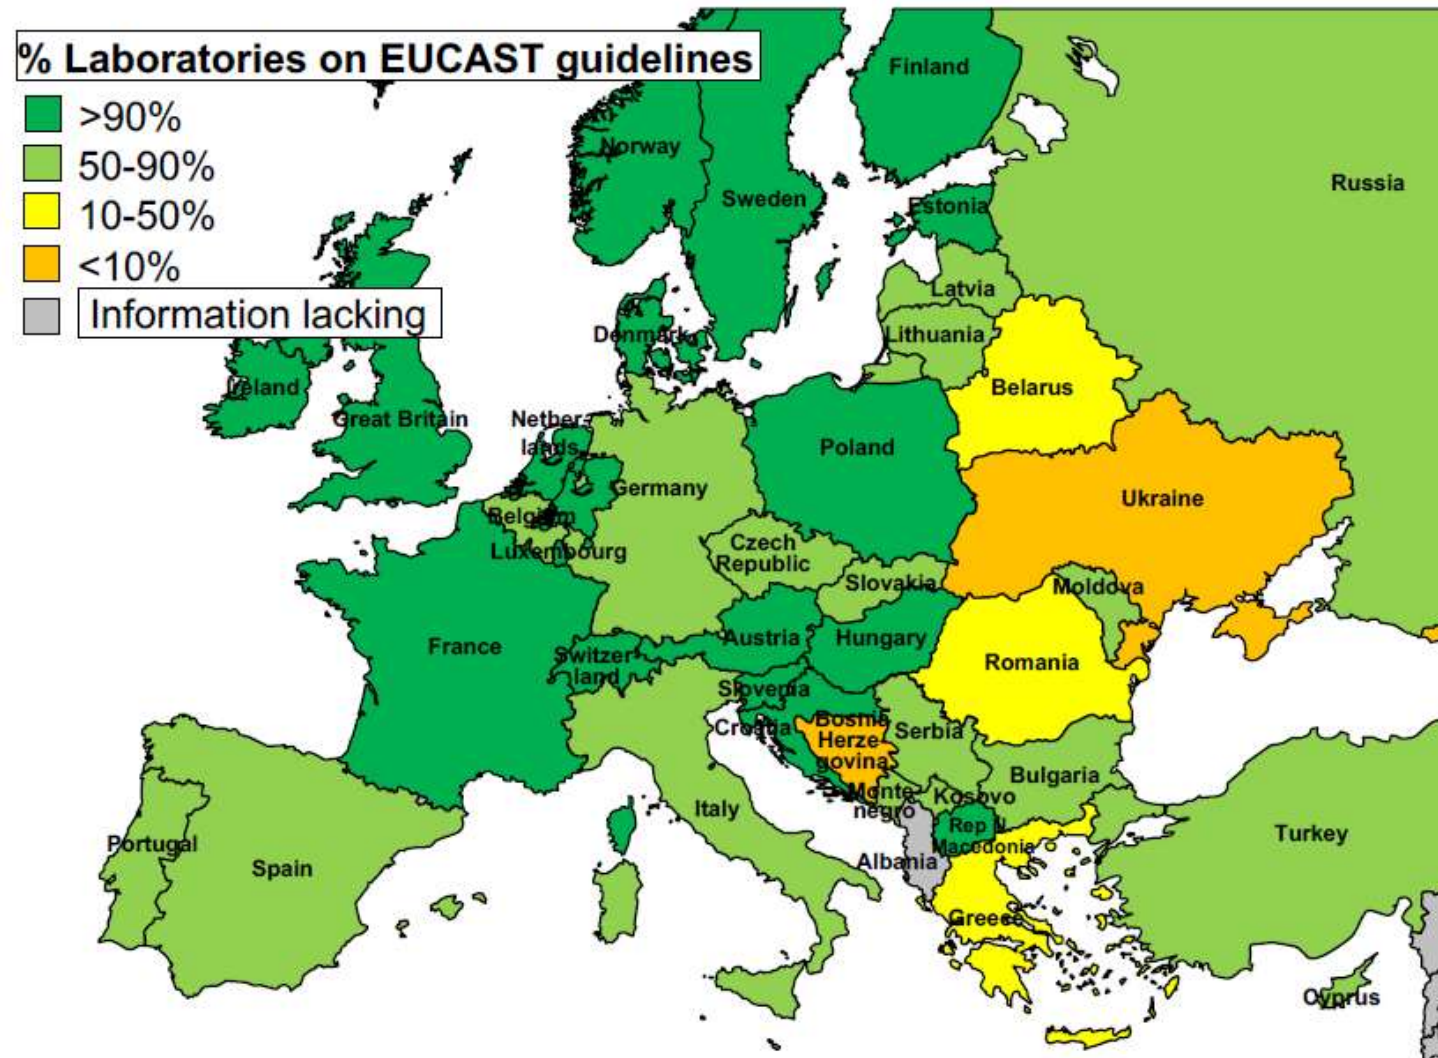 % Laboratories on EUCAST guidelines
>90%
50-90%
10-50%
<10%
Information lacking
Finland
Norway
Sweden
Russia
Estonia
Latvia
Lithuania
Denmark
Belarus
Ireland
Great Britain
Nether-
lands
Poland
Germany
Ukraine
Belgium
Luxembourg
Czech
Republic
Slovakia
Moldova
France
Austria
Hungary
Switzer-
land
Romania
Slovenia
Croatia
Bosnia
Herze-
govina
Serbia
Bulgaria
Monte-
negro
Kosovo
Italy
Rep N
Macedonia
Albania
Turkey
Portugal
Spain
Greece
Cyprus